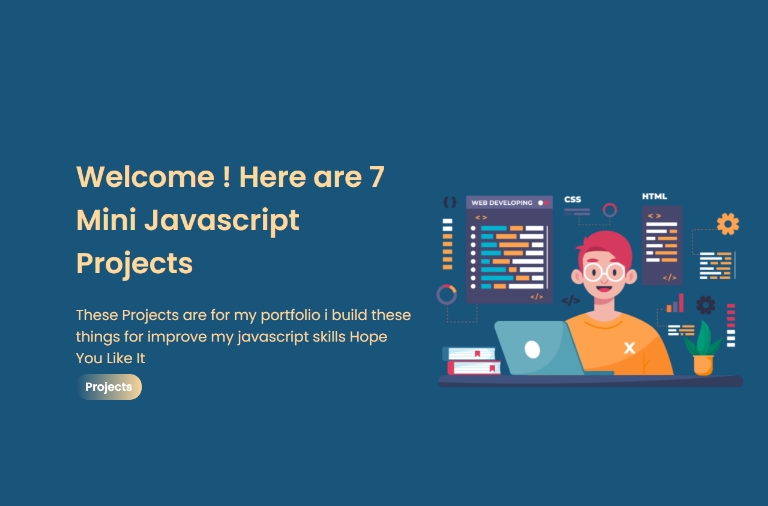 Welcome ! Here are 7
Mini Javascript
Projects
These Projects are for my portfolio i build these
things for improve my javascript skills Hope
You Like It
Projects
{ }
WEB DEVELOPING
< >
</>
CSS
</>
HTML
< >
</>
X